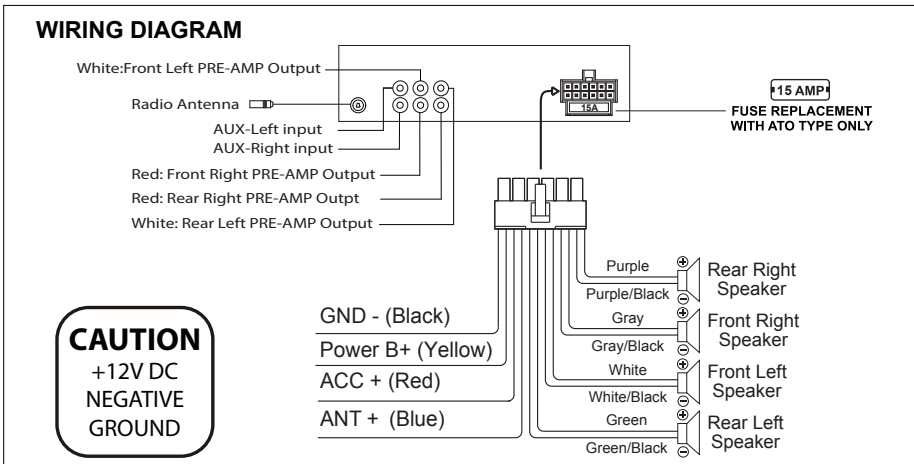 WIRING DIAGRAM
White:Front Left PRE-AMP Output
Radio Antenna
AUX-Left input
AUX-Right input
Red: Front Right PRE-AMP Output
Red: Rear Right PRE-AMP Outpt
White: Rear Left PRE-AMP Output
15A
15 AMP
FUSE REPLACEMENT
WITH ATO TYPE ONLY
CAUTION
+12V DC
NEGATIVE
GROUND
GND - (Black)
Power B+ (Yellow)
ACC + (Red)
ANT + (Blue)
Purple
Purple/Black
+
-
Rear Right
Speaker
Gray
Gray/Black
+
-
Front Right
Speaker
White
White/Black
+
-
Front Left
Speaker
Green
Green/Black
+
-
Rear Left
Speaker